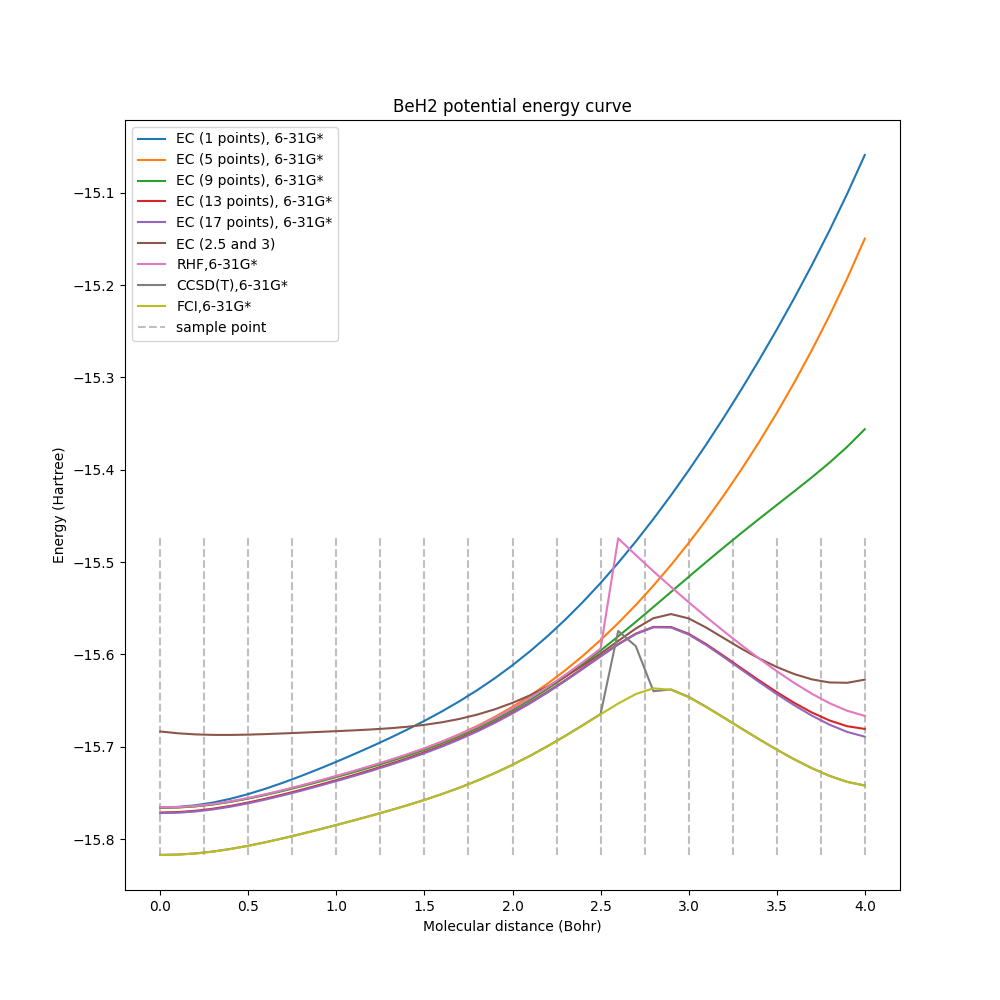 BeH2 potential energy curve
EC (1 points), 6-31G*
EC (5 points), 6-31G*
EC (9 points), 6-31G*
EC (13 points), 6-31G*
EC (17 points), 6-31G*
EC (2.5 and 3)
RHF,6-31G*
CCSD(T),6-31G*
FCI,6-31G*
sample point
Energy (Hartree)
−15.1
−15.2
−15.3
−15.4
−15.5
−15.6
−15.7
−15.8
0.0 0.5 1.0 1.5 2.0 2.5 3.0 3.5 4.0
Molecular distance (Bohr)